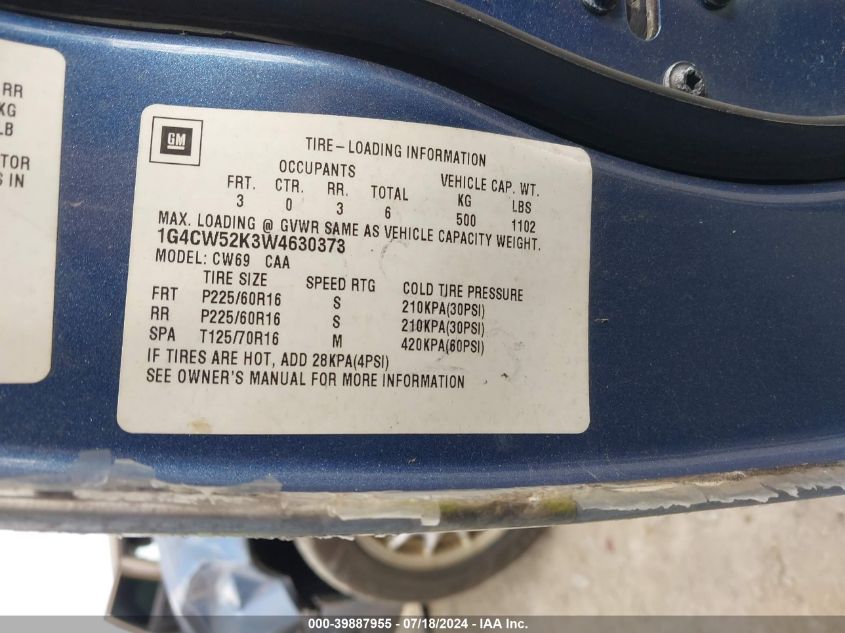 RR
KG
LB
TOR
S IN
GM
TIRE-LOADING INFORMATION
OCCUPANTS VEHICLE CAP. WT.
FRT. CTR. RR. TOTAL KG LBS
3 0 3 6 500 1102
MAX. LOADING @ GVWR SAME AS VEHICLE CAPACITY WEIGHT.
1G4CW52K3W4630373
MODEL: CW69 CAA
TIRE SIZE SPEED RTG COLD TIRE PRESSURE
FRT P225/60R16 S 210KPA(30PSI)
RR P225/60R16 S 210KPA(30PSI)
SPA T125/70R16 M 420KPA(60PSI)
IF TIRES ARE HOT, ADD 28KPA(4PSI)
SEE OWNER'S MANUAL FOR MORE INFORMATION
000-39887955 - 07/18/2024 - IAA Inc.